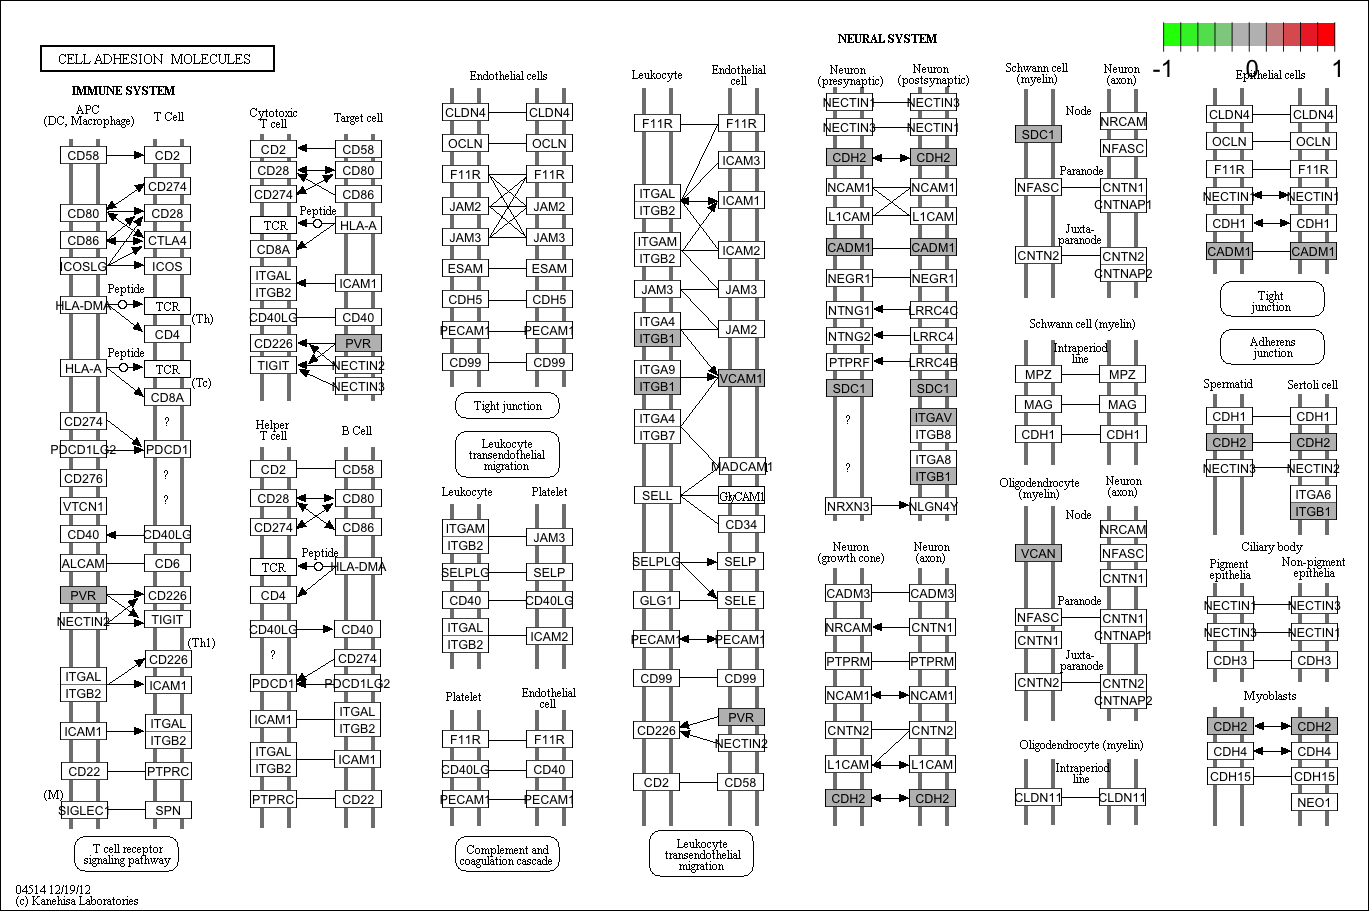 CELL ADHESION MOLECULES
-1 0 1
IMMUNE SYSTEM
APC
(DC, Macrophage)
T Cell
CD58 CD2
CD274
CD80 CD28
CD86 CTLA4
ICOSLG ICOS
Peptide
HLA-DMA TCR
(Th)
CD4
Peptide
HLA-A TCR
(Tc)
CD8A
CD274 ?
PDCD1LG2 PDCD1
CD276 ?
VTCN1 ?
CD40 CD40LG
ALCAM CD6
PVR CD226
NECTIN2 TIGIT
(Th1)
CD226
ITGAL
ITGB2
ICAM1
ICAM1
ITGAL
ITGB2
CD22 PTPRC
(M)
SIGLEC1 SPN
T cell receptor
signaling pathway
Cytotoxic
T cell
Target cell
CD2 CD58
CD28 CD80
CD274 CD86
Peptide
TCR HLA-A
CD8A
ITGAL
ITGB2
ICAM1
CD40LG CD40
CD226 PVR
TIGIT NECTIN2
NECTIN3
Helper
T cell
B Cell
CD2 CD58
CD28 CD80
CD274 CD86
Peptide
TCR HLA-DMA
CD4
CD40LG CD40
? CD274
PDCD1 PDCD1LG2
ICAM1
ITGAL
ITGB2
ITGAL
ITGB2
ICAM1
PTPRC CD22
Endothelial cells
CLDN4 CLDN4
OCLN OCLN
F11R F11R
JAM2 JAM2
JAM3 JAM3
ESAM ESAM
CDH5 CDH5
PECAM1 PECAM1
CD99 CD99
Tight junction
Leukocyte
transendothelial
migration
Leukocyte Platelet
ITGAM
ITGB2
JAM3
SELPLG SELP
CD40 CD40LG
ITGAL
ITGB2
ICAM2
Platelet
Endothelial
cell
F11R F11R
CD40LG CD40
PECAM1 PECAM1
Complement and
coagulation cascade
Leukocyte
Endothelial
cell
F11R F11R
ICAM3
ITGAL
ITGB2
ICAM1
ITGAM
ITGB2
ICAM2
JAM3 JAM3
ITGA4
ITGB1
JAM2
ITGA9
ITGB1
VCAM1
ITGA4
ITGB7
MADCAM1
SELL GlyCAM1
CD34
SELPLG SELP
GLG1 SELE
PECAM1 PECAM1
CD99 CD99
PVR
CD226
NECTIN2
CD2 CD58
Leukocyte
transendothelial
migration
NEURAL SYSTEM
Neuron
(presynaptic)
Neuron
(postsynaptic)
NECTIN1 NECTIN3
NECTIN3 NECTIN1
CDH2 CDH2
NCAM1 NCAM1
L1CAM L1CAM
CADM1 CADM1
NEGR1 NEGR1
NTNG1 LRRC4C
NTNG2 LRRC4
PTPRF LRRC4B
SDC1 SDC1
?
ITGAV
ITGB8
?
ITGA8
ITGB1
NRXN3 NLGN4Y
Neuron
(growth cone)
Neuron
(axon)
CADM3 CADM3
NRCAM CNTN1
PTPRM PTPRM
NCAM1 NCAM1
CNTN2 CNTN2
L1CAM L1CAM
CDH2 CDH2
Schwann cell
(myelin)
Neuron
(axon)
Node
SDC1
NRCAM
NFASC
Paranode
NFASC
CNTN1
CNTNAP1
Juxta-
paranode
CNTN2
CNTN2
CNTNAP2
Schwann cell (myelin)
Intraperiod
line
MPZ MPZ
MAG MAG
CDH1 CDH1
Oligodendrocyte
(myelin)
Neuron
(axon)
Node
NRCAM
VCAN NFASC
CNTN1
Paranode
NFASC CNTN1
CNTN1 CNTNAP1
Juxta-
paranode
CNTN2
CNTN2
CNTNAP2
Oligodendrocyte (myelin)
Intraperiod
line
CLDN11 CLDN11
Epithelial cells
CLDN4 CLDN4
OCLN OCLN
F11R F11R
NECTIN1 NECTIN1
CDH1 CDH1
CADM1 CADM1
Tight
junction
Adherens
junction
Spermatid Sertoli cell
CDH1 CDH1
CDH2 CDH2
NECTIN3 NECTIN2
ITGA6
ITGB1
Ciliary body
Pigment
epithelia
Non-pigment
epithelia
NECTIN1 NECTIN3
NECTIN3 NECTIN1
CDH3 CDH3
Myoblasts
CDH2 CDH2
CDH4 CDH4
CDH15 CDH15
NEO1
04514 12/19/12
(c) Kanehisa Laboratories